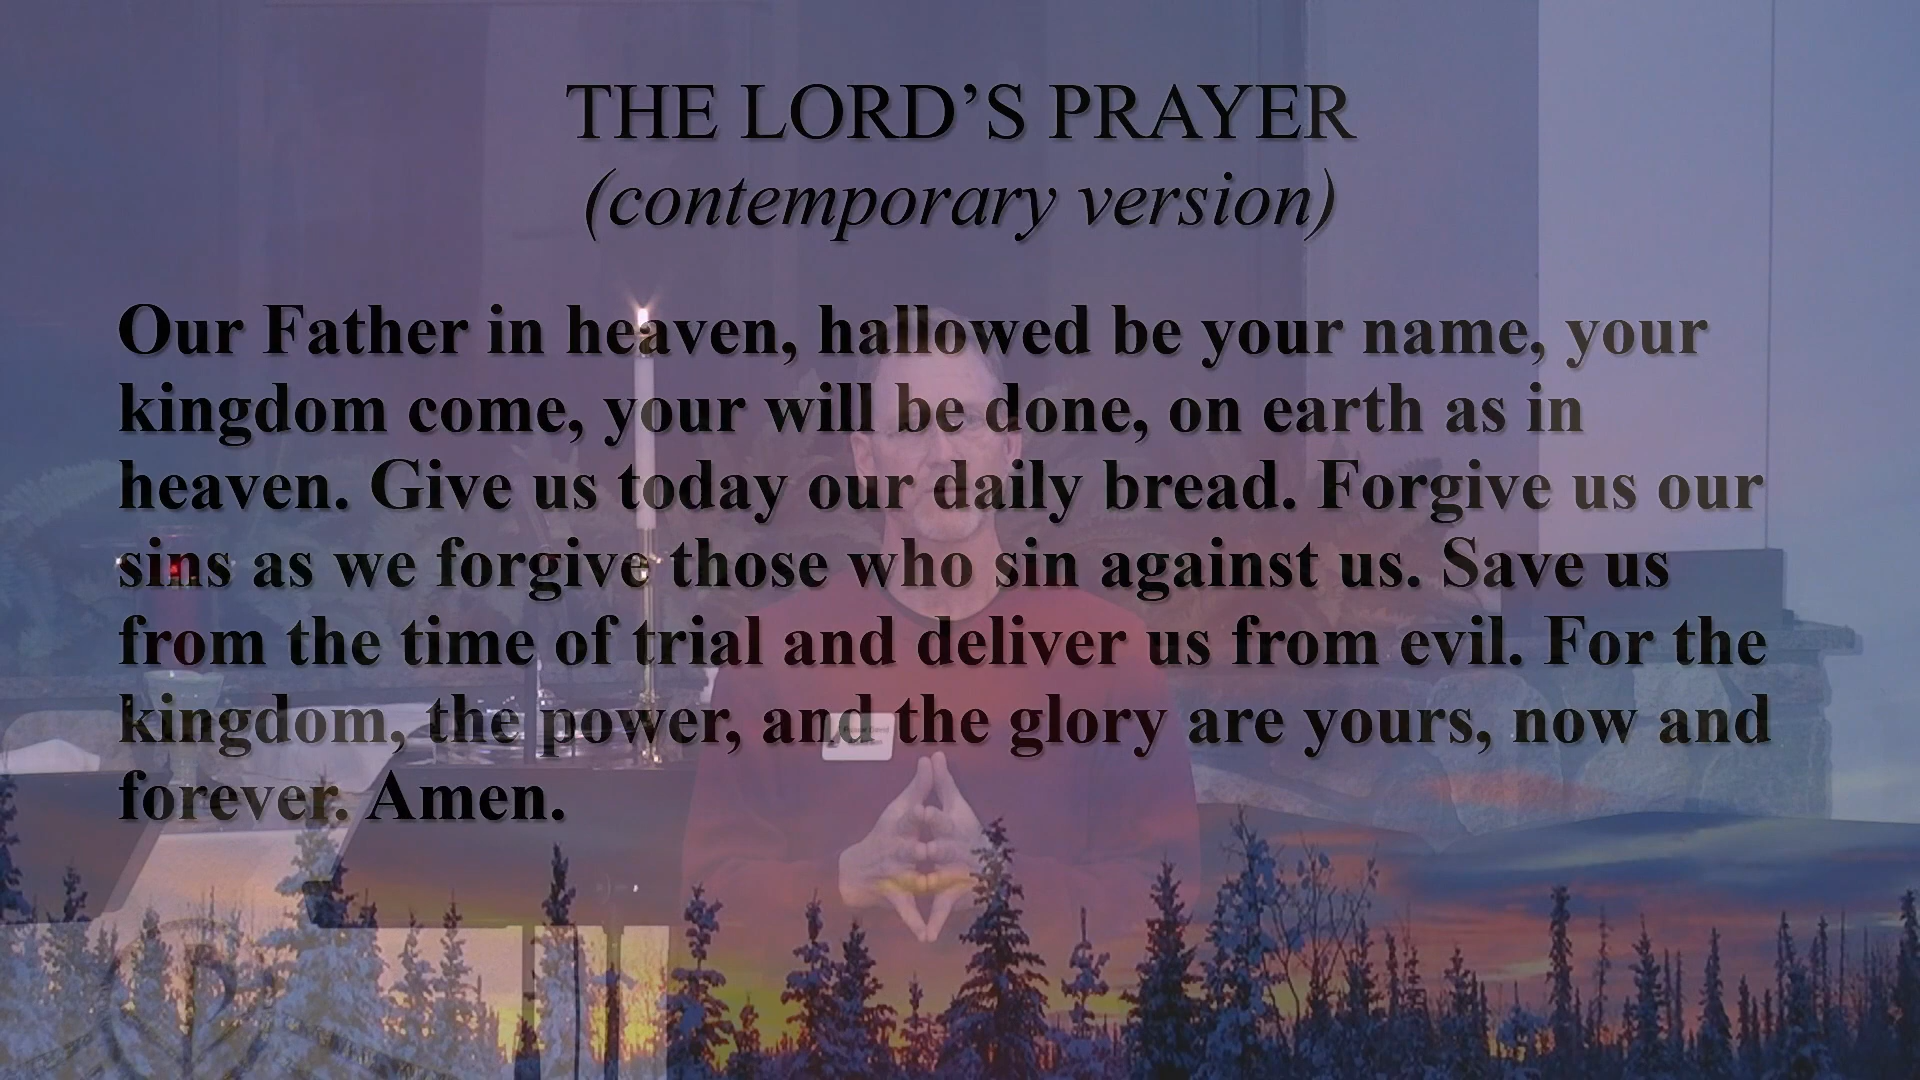 THE LORD’S PRAYER
(contemporary version)
Our Father in heaven, hallowed be your name, your
kingdom come, your will be done, on earth as in
heaven. Give us today our daily bread. Forgive us our
sins as we forgive those who sin against us. Save us
from the time of trial and deliver us from evil. For the
kingdom, the power, and the glory are yours, now and
forever. Amen.